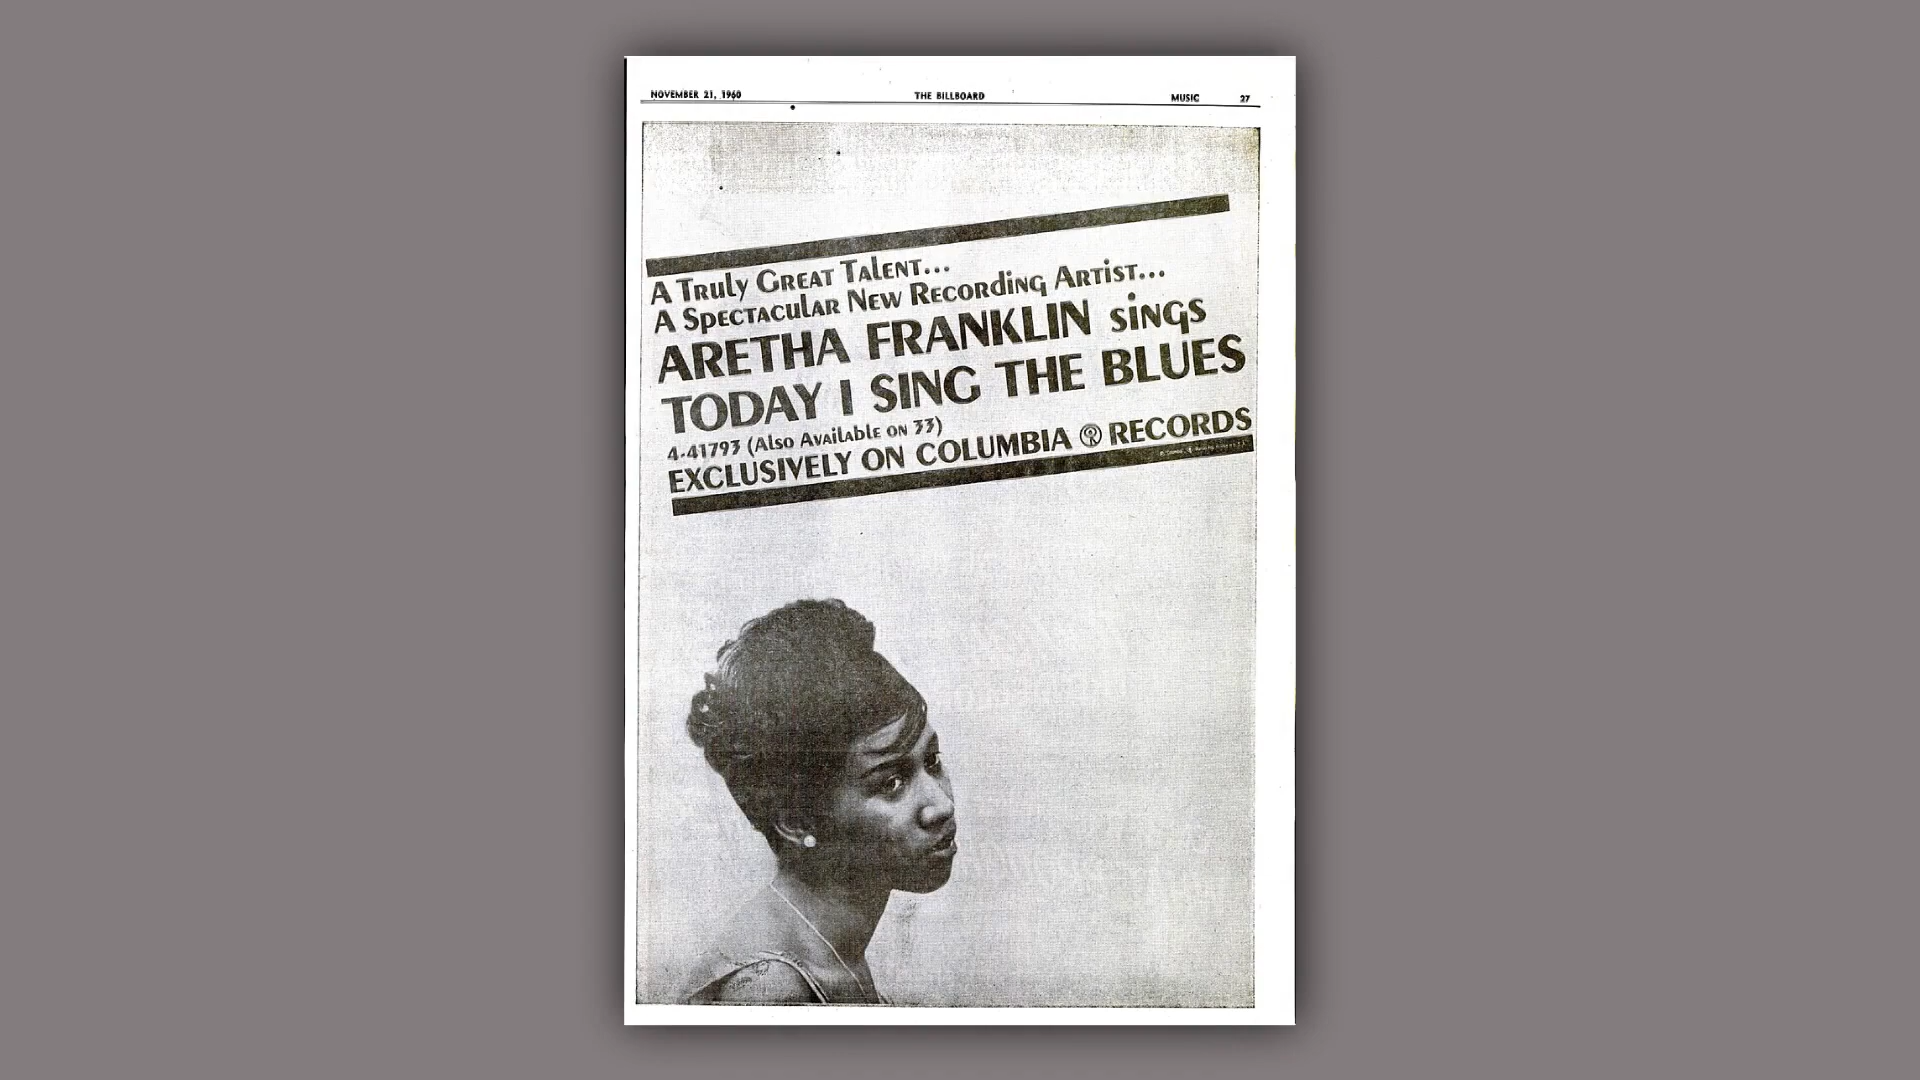 NOVEMBER 21, 1960 THE BILLBOARD MUSIC 27
A Truly Great Talent...
A Spectacular New Recording Artist...
ARETHA FRANKLIN sings
TODAY I SING THE BLUES
4-41793 (Also Available on 33)
EXCLUSIVELY ON COLUMBIA RECORDS